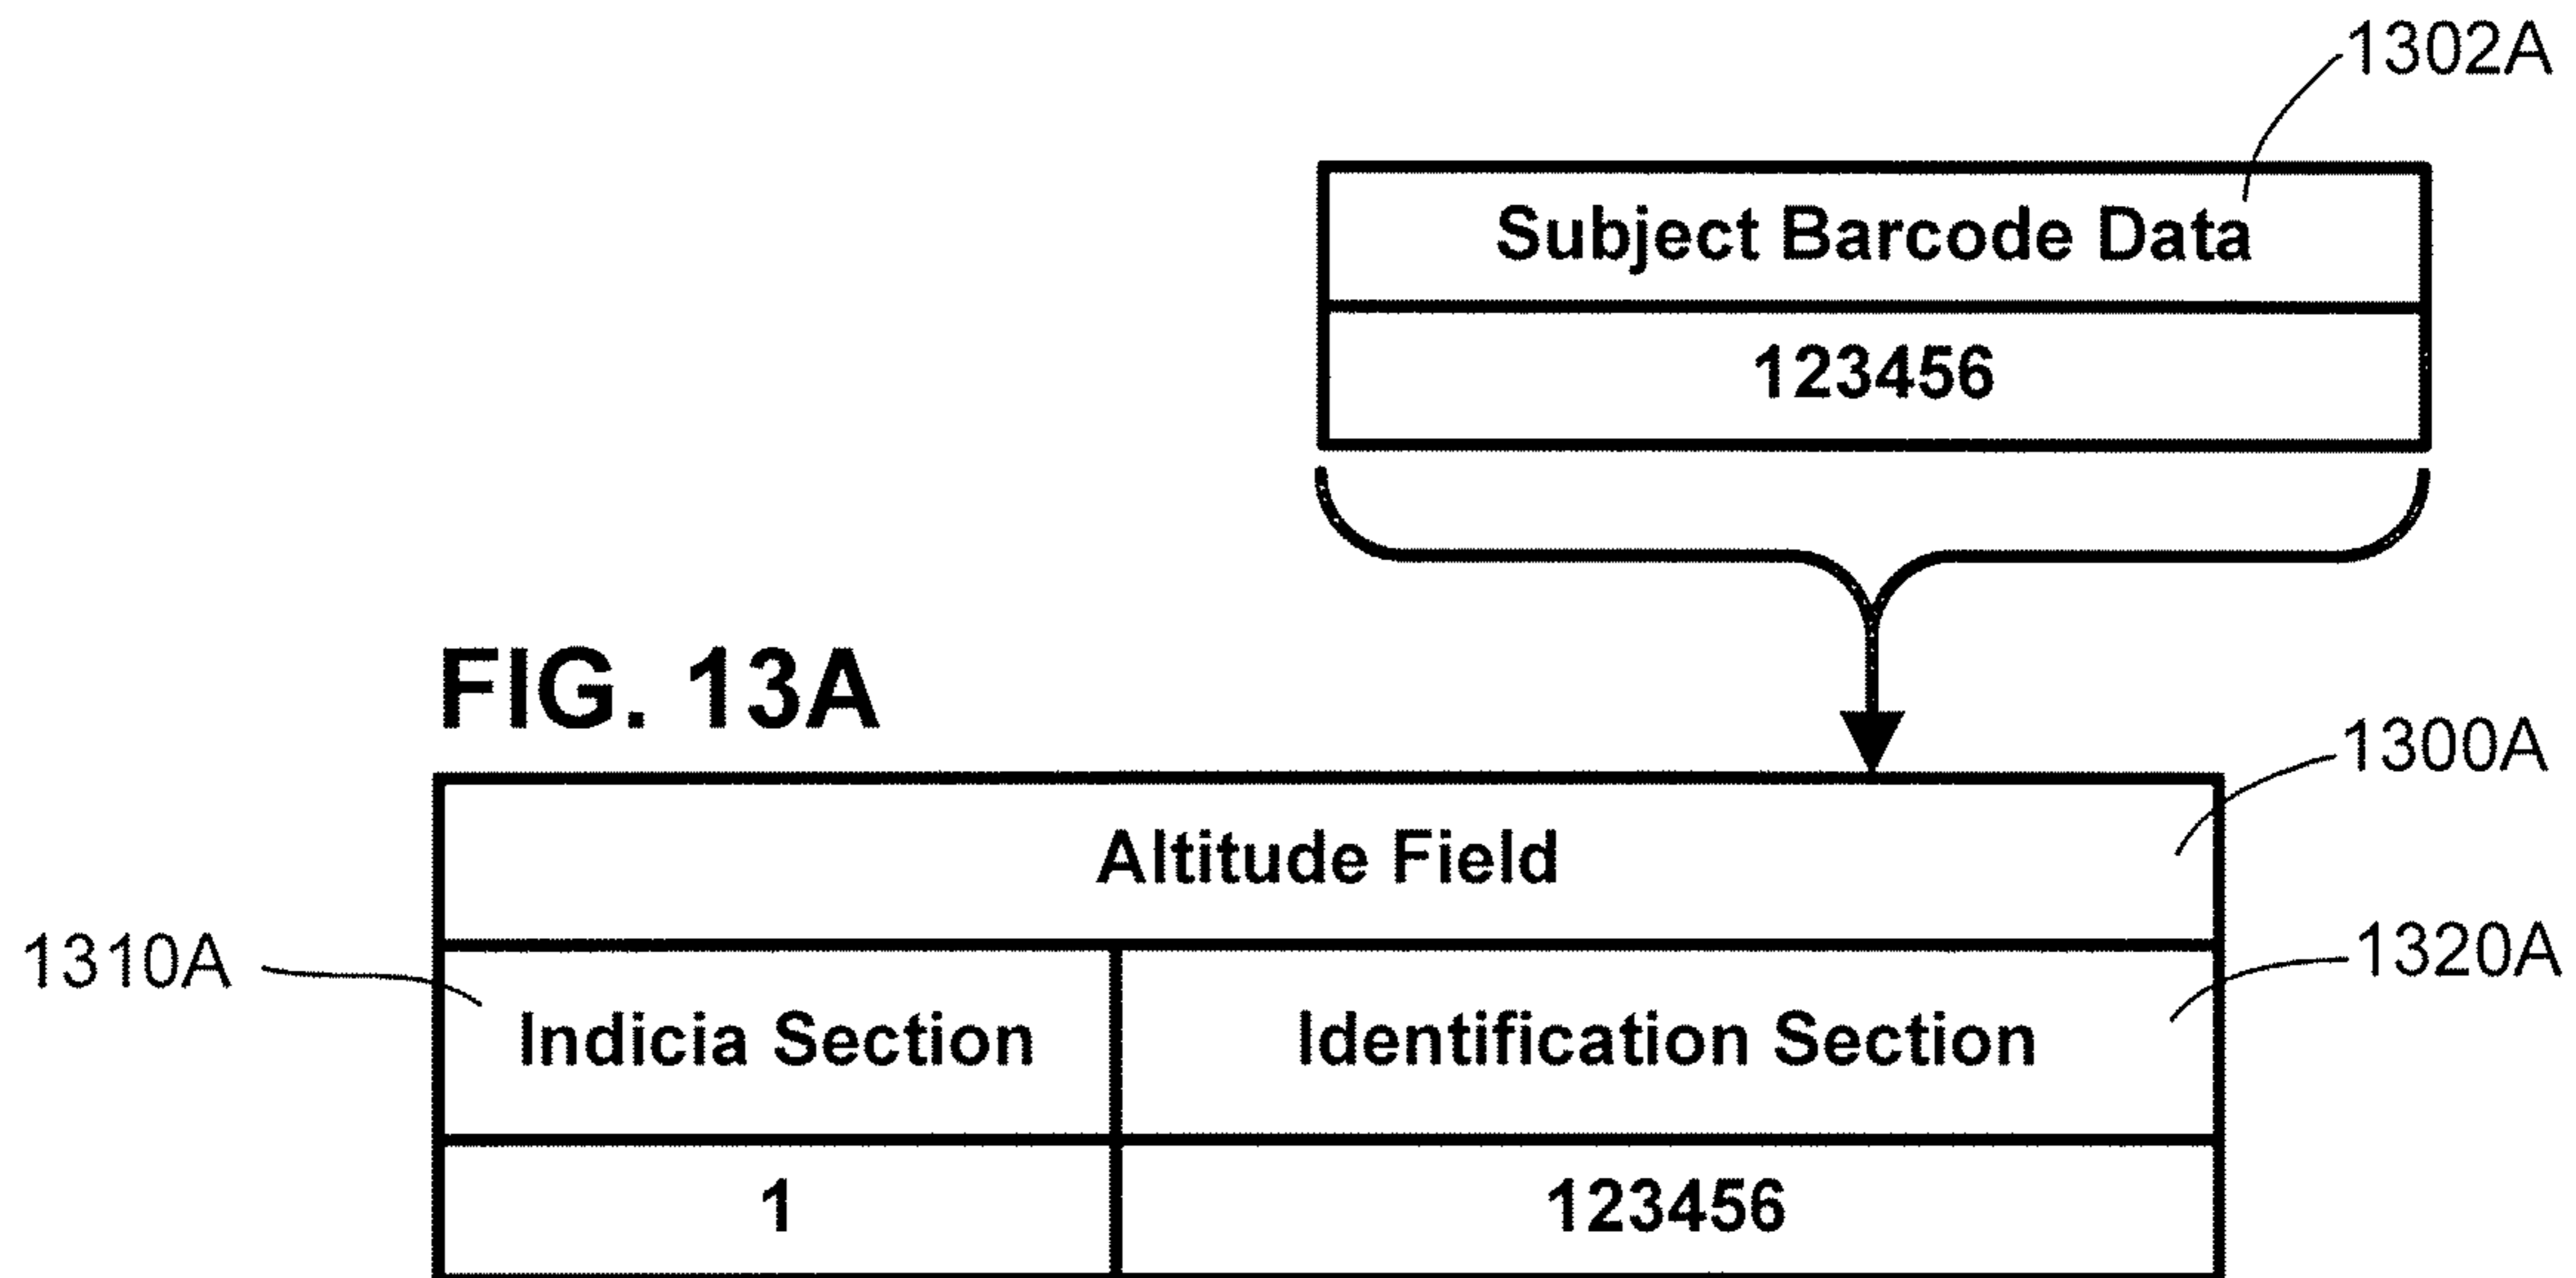 1302A
Subject Barcode Data
123456
FIG. 13A
1300A
Altitude Field
1310A
1320A
Indicia Section
Identification Section
1
123456